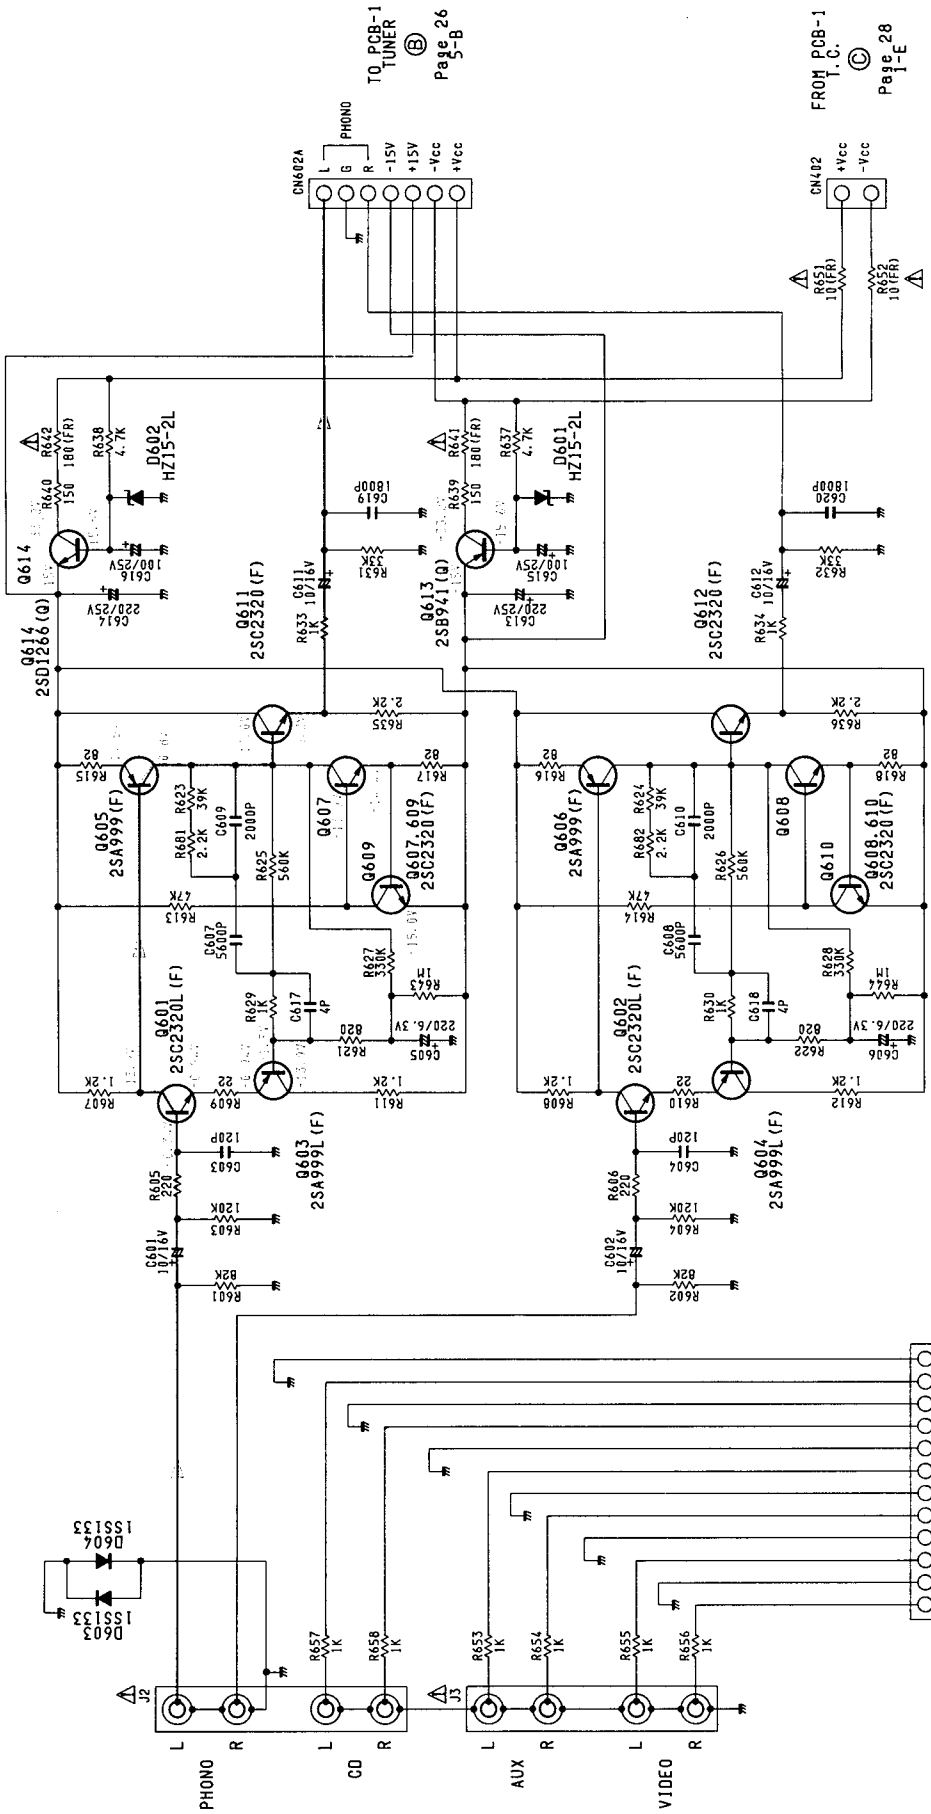 TO PCB-1
TUNER
B
Page 26
5-B
FROM PCB-1
T.C.
C
Page 28
1-E
CN602A
L
G
R
PHONO
-15V
+15V
-Vcc
+Vcc
CN402
+Vcc
-Vcc
R651
10(FR)
R652
10(FR)
R642
180(FR)
R640
150
R638
4.7K
D602
HZ15-2L
Q614
C616
100/25V
C614
220/25V
Q614
2SD1266(Q)
C619
1800P
R631
33K
C611
10/16V
R633
1K
Q611
2SC2320(F)
R641
180(FR)
R639
150
R637
4.7K
D601
HZ15-2L
C615
100/25V
C613
220/25V
Q613
2SB941(Q)
C620
1800P
R632
33K
C612
10/16V
R634
1K
Q612
2SC2320(F)
R615
82
Q605
2SA999(F)
R623
39K
R681
2.2K
C609
2000P
R625
560K
R635
2.2K
Q607
R617
82
Q609
Q607,609
2SC2320(F)
R613
47K
C607
5600P
R627
330K
R643
1M
R629
1K
C617
4P
R621
820
C605
220/6.3V
-15.0V
Q601
2SC2320L(F)
R607
1.2K
R609
22
R611
1.2K
Q603
2SA999L(F)
C603
120P
R605
220
R603
120K
C601
10/16V
R601
82K
R616
82
Q606
2SA999(F)
R624
39K
R682
2.2K
C610
2000P
R626
560K
R636
2.2K
Q608
R618
82
Q610
Q608,610
2SC2320(F)
R614
47K
C608
5600P
R628
330K
R644
1M
R630
1K
C618
4P
R622
820
C606
220/6.3V
Q602
2SC2320L(F)
R608
1.2K
R610
22
R612
1.2K
Q604
2SA999L(F)
C604
120P
R606
220
R604
120K
C602
10/16V
R602
82K
D604
1SS133
D603
1SS133
R657
1K
R658
1K
R653
1K
R654
1K
R655
1K
R656
1K
J2
J3
L
R
PHONO
L
R
CD
L
R
AUX
L
R
VIDEO